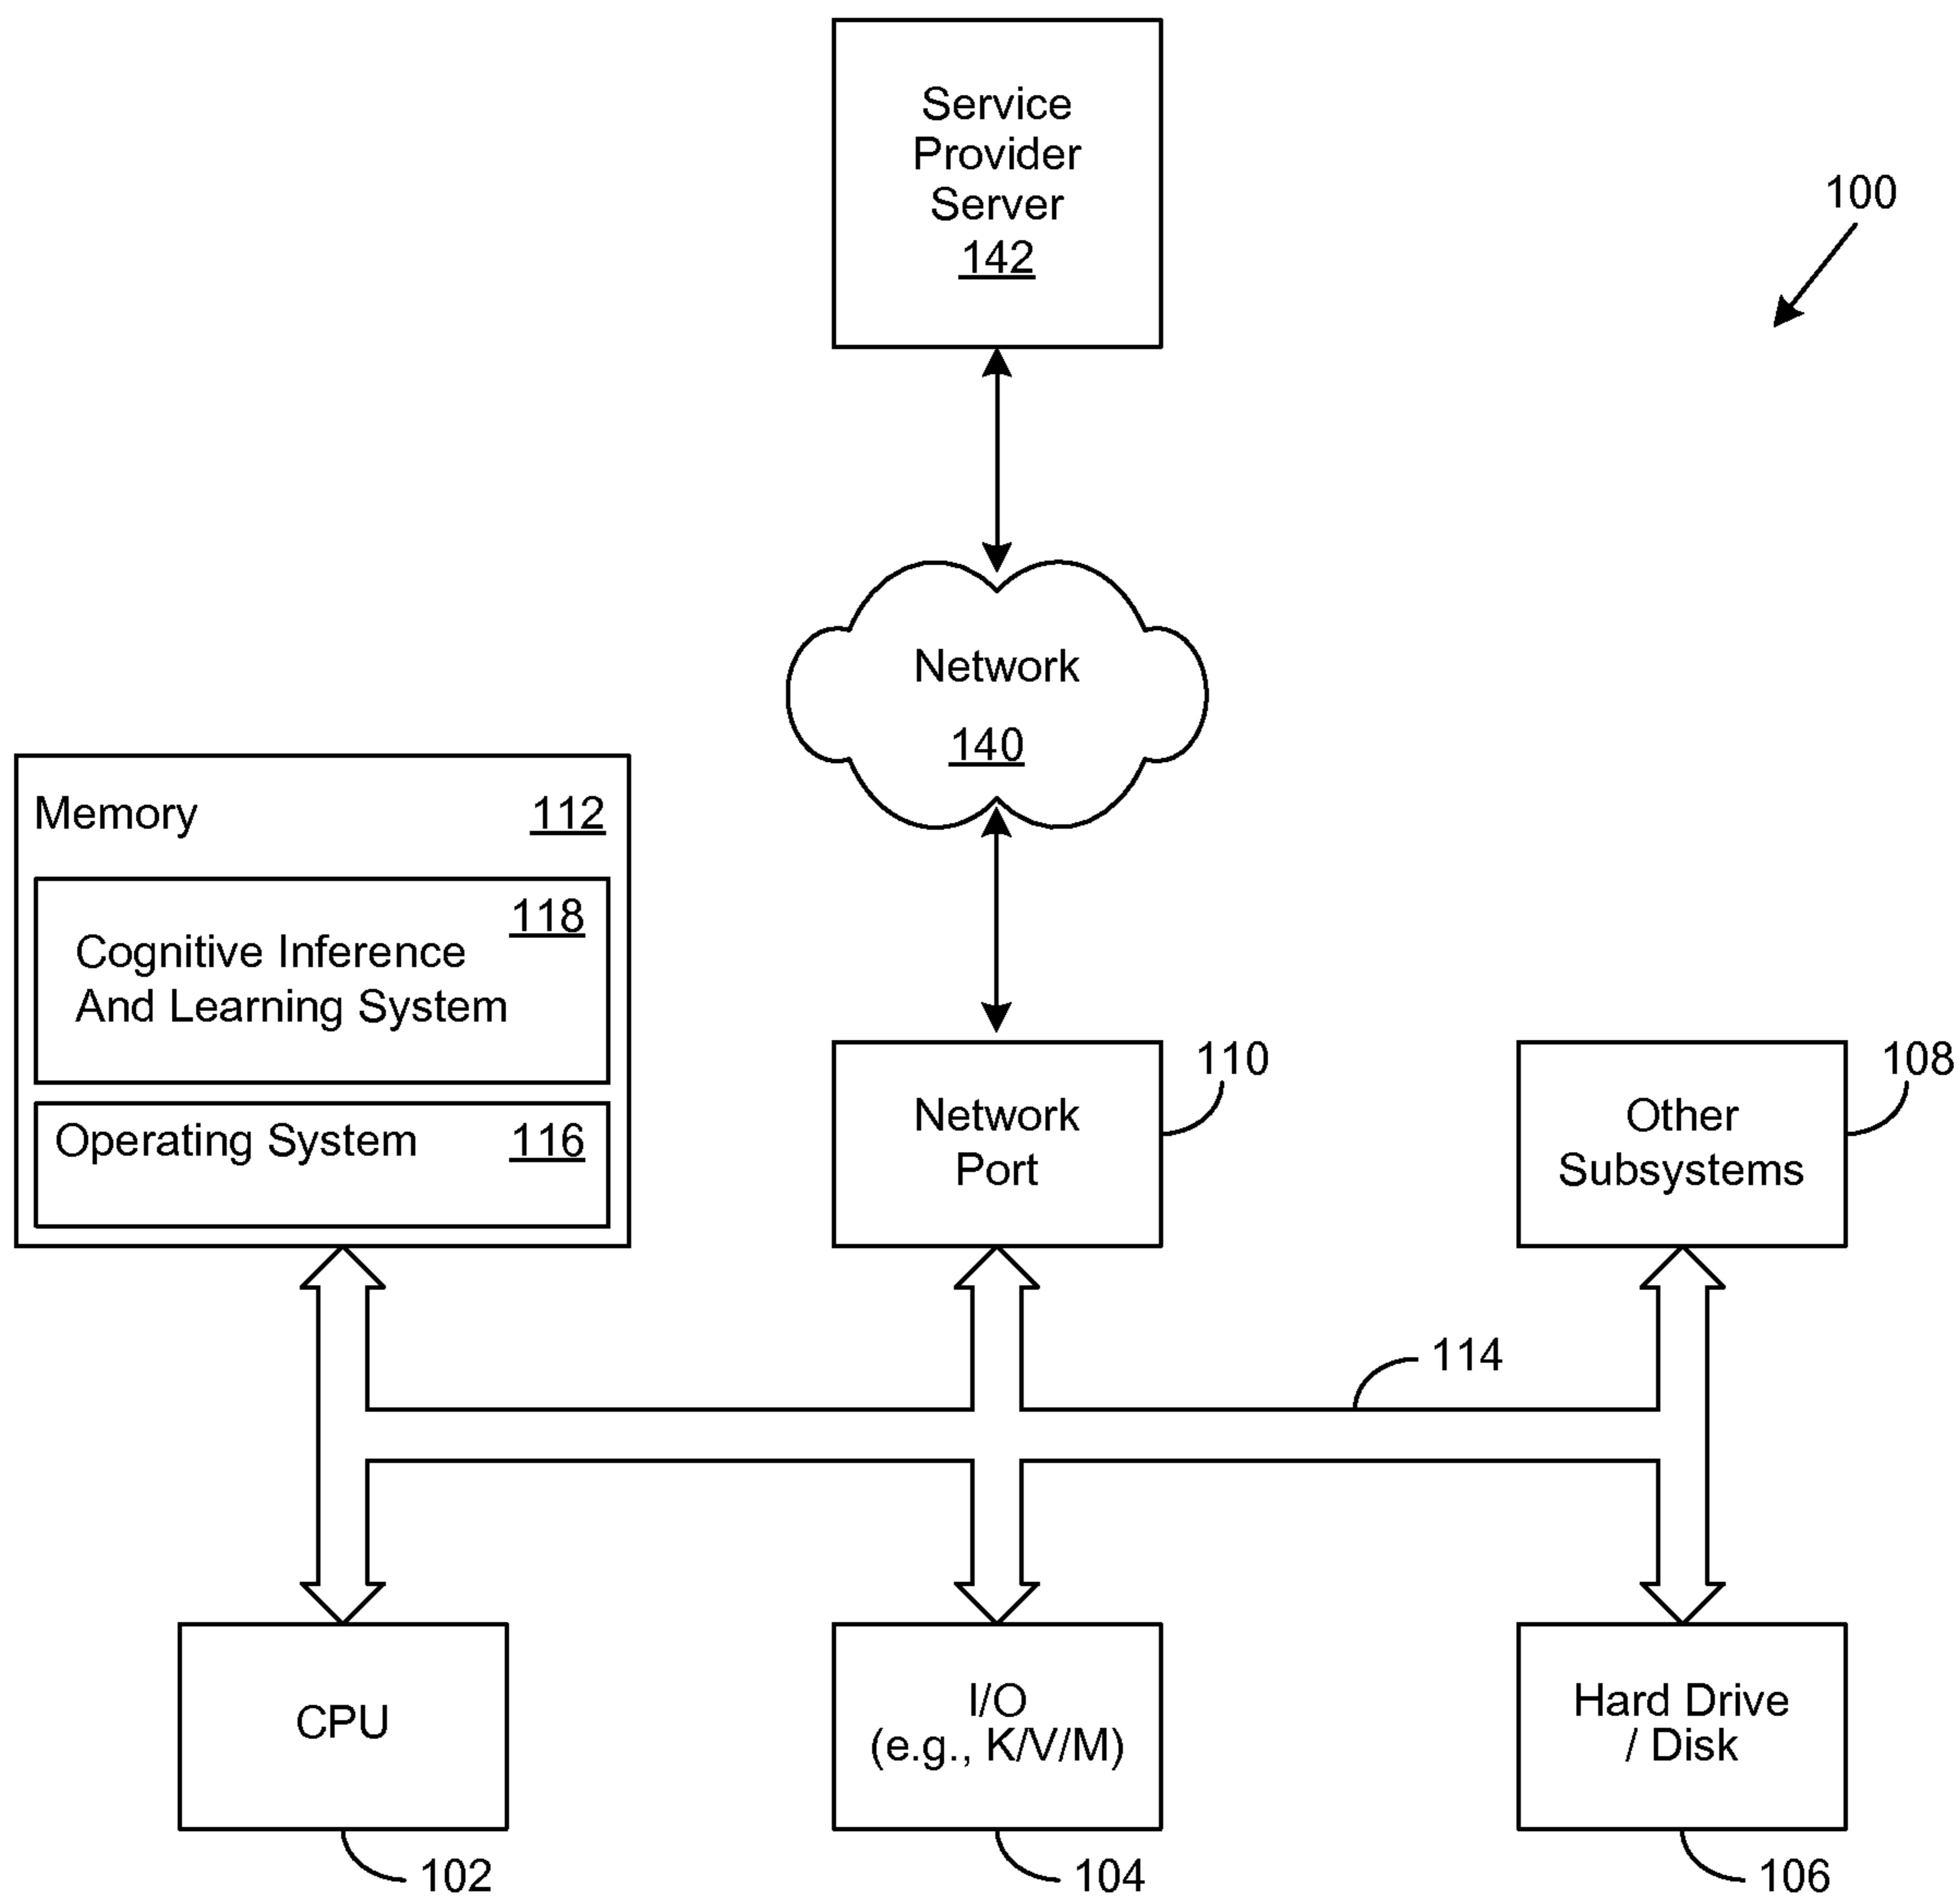 Service
Provider
Server
142
100
Network
140
Memory 112
118
Cognitive Inference
And Learning System
Operating System 116
Network
Port
110
Other
Subsystems
108
114
CPU
102
I/O
(e.g., K/V/M)
104
Hard Drive
/ Disk
106